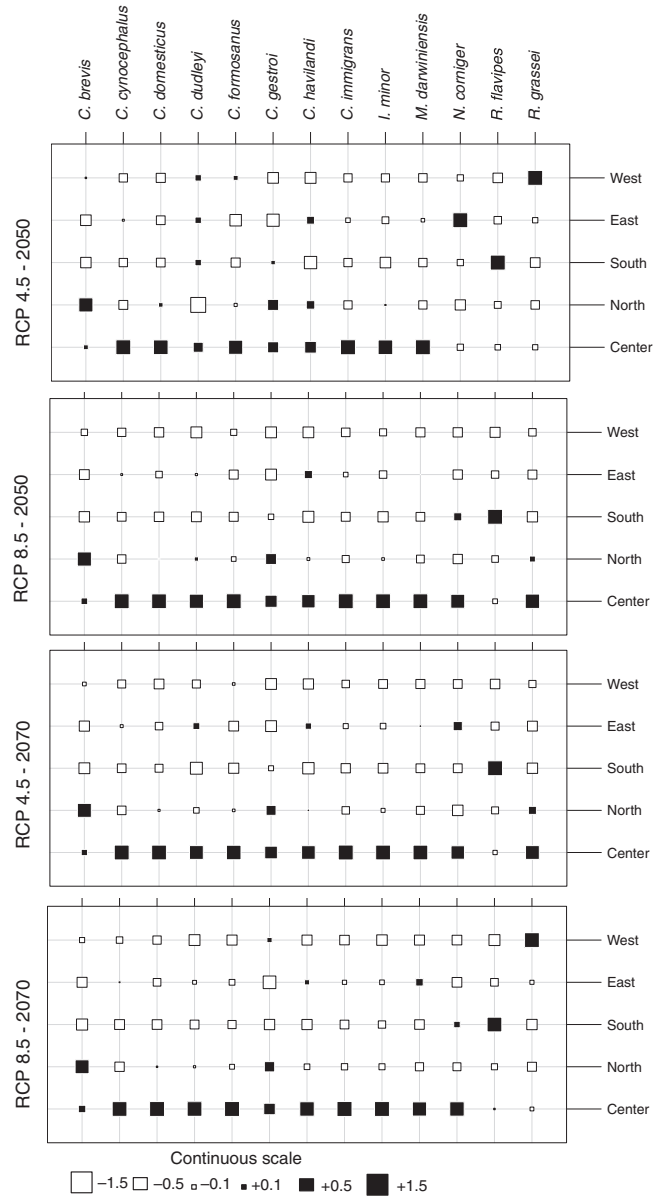 C. brevis
C. cynocephalus
C. domesticus
C. dudleyi
C. formosanus
C. gestroi
C. havilandi
C. immigrans
I. minor
M. darwiniensis
N. corniger
R. flavipes
R. grassei
RCP 4.5 - 2050
West
East
South
North
Center
RCP 8.5 - 2050
West
East
South
North
Center
RCP 4.5 - 2070
West
East
South
North
Center
RCP 8.5 - 2070
West
East
South
North
Center
Continuous scale
−1.5 −0.5 −0.1 +0.1 +0.5 +1.5